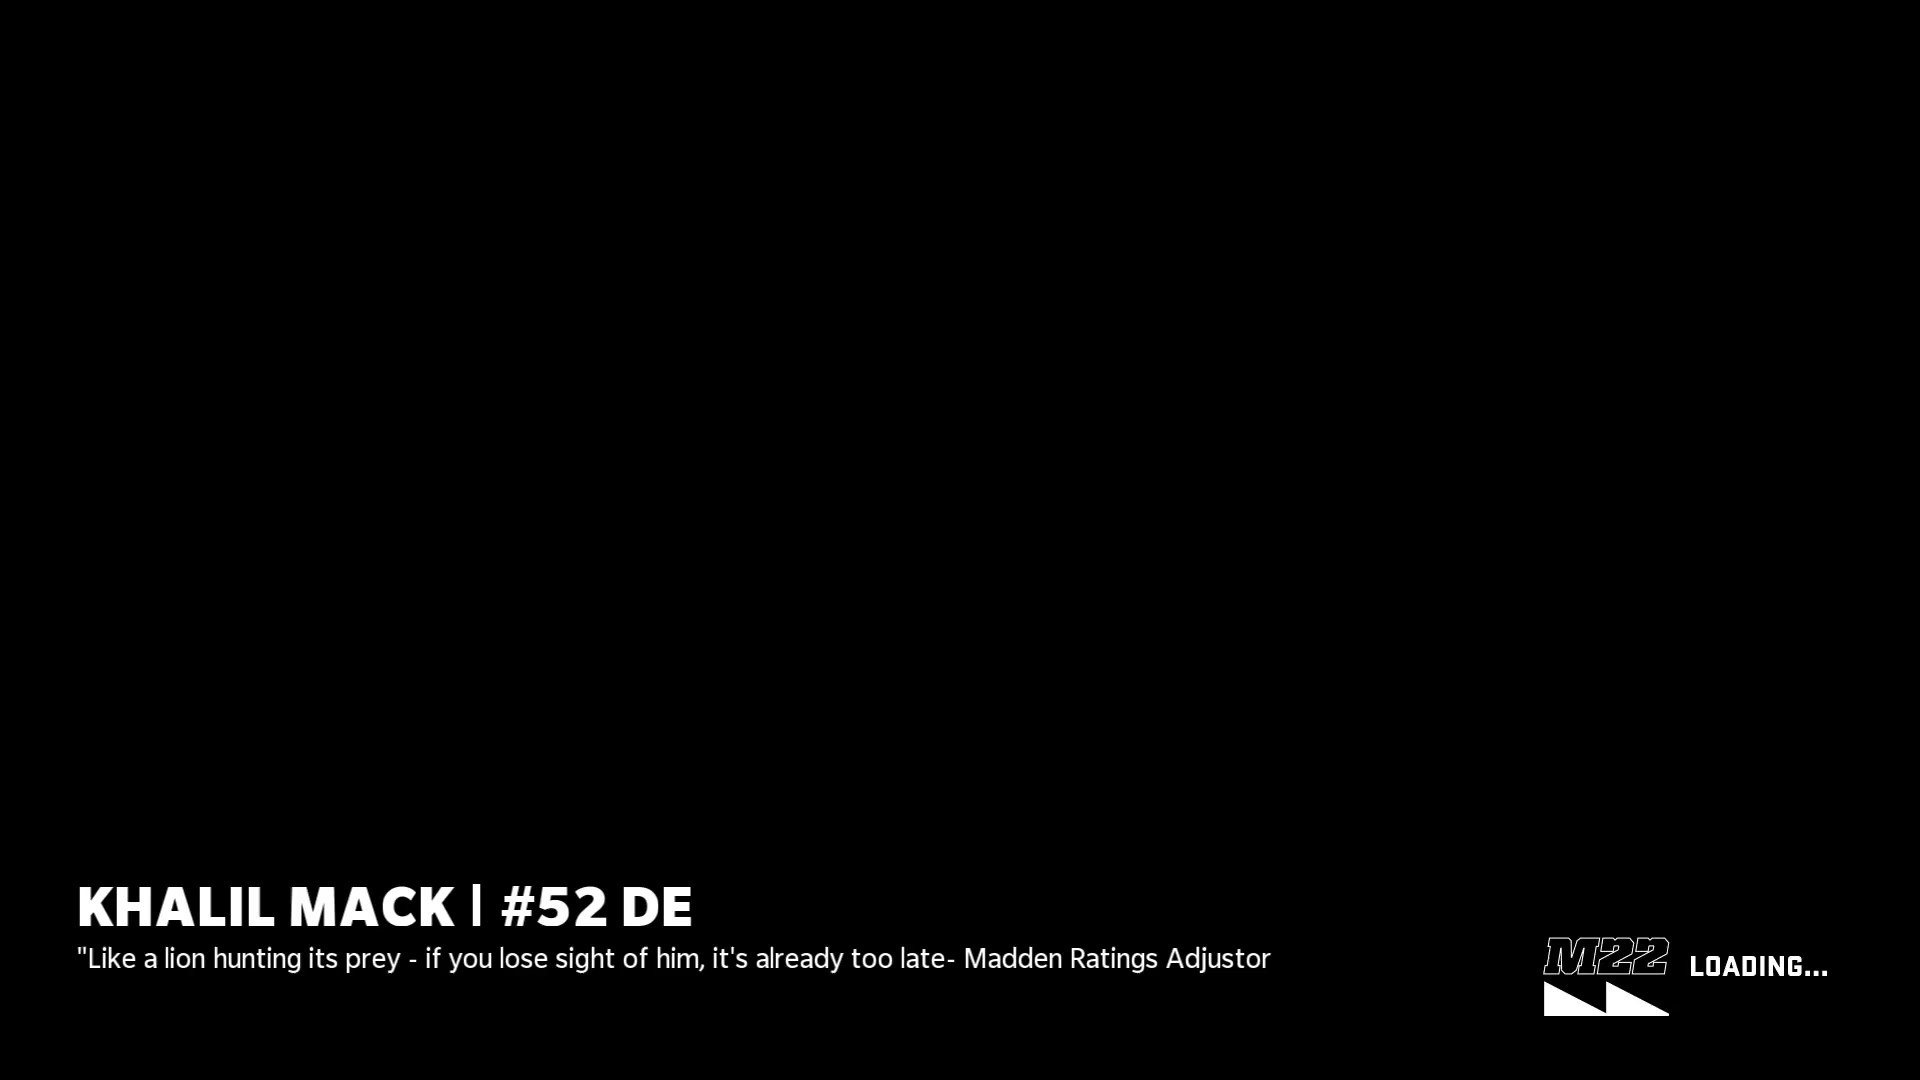 KHALIL MACK | #52 DE
"Like a lion hunting its prey - if you lose sight of him, it's already too late- Madden Ratings Adjustor
M22
LOADING...